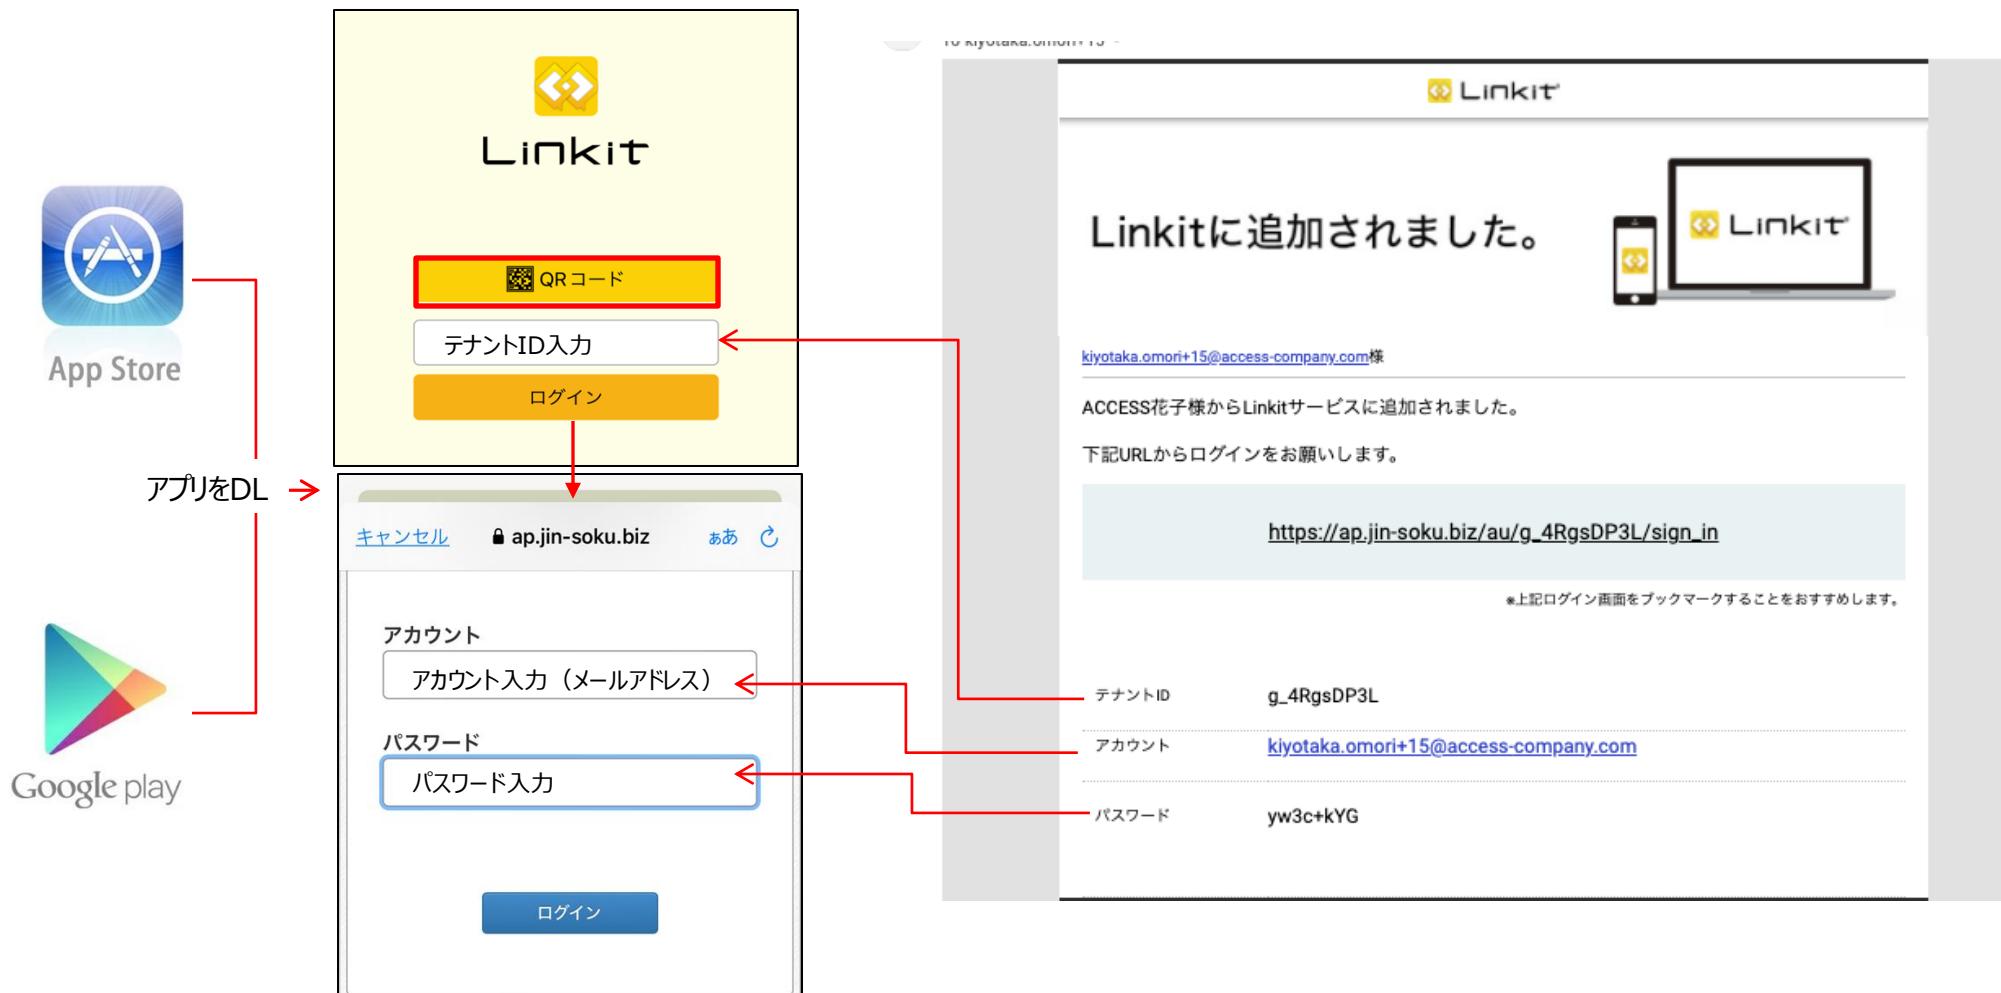 App Store
アプリをDL
Google play
Linkit
QRコード
テナントID入力
ログイン
キャンセル
ap.jin-soku.biz
ぁあ
アカウント
アカウント入力（メールアドレス）
パスワード
パスワード入力
ログイン
Linkit
Linkitに追加されました。
Linkit
kiyotaka.omori+15@access-company.com様
ACCESS花子様からLinkitサービスに追加されました。
下記URLからログインをお願いします。
https://ap.jin-soku.biz/au/g_4RgsDP3L/sign_in
※上記ログイン画面をブックマークすることをおすすめします。
テナントID g_4RgsDP3L
アカウント kiyotaka.omori+15@access-company.com
パスワード yw3c+kYG